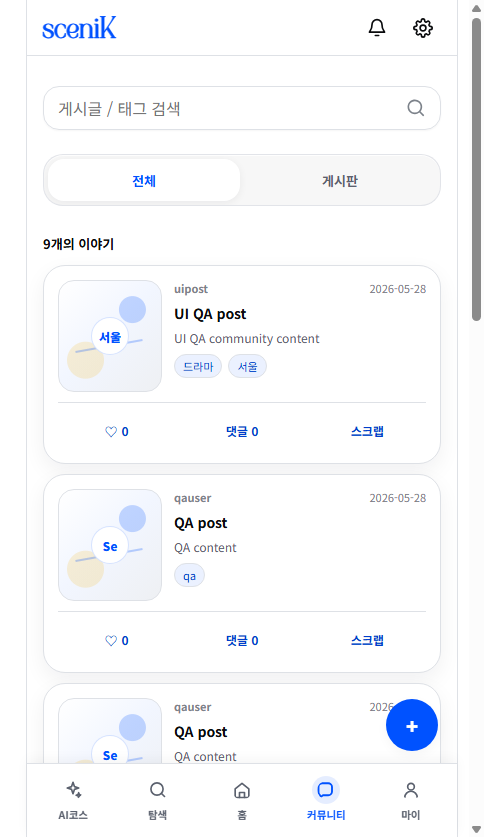 sceniK
게시글 / 태그 검색
전체 게시판
9개의 이야기
uipost 2026-05-28
서울
UI QA post
UI QA community content
드라마 서울
♡ 0 댓글 0 스크랩
qauser 2026-05-28
Se
QA post
QA content
qa
♡ 0 댓글 0 스크랩
qauser 2026
Se
QA post
QA content
+
AI코스 탐색 홈 커뮤니티 마이